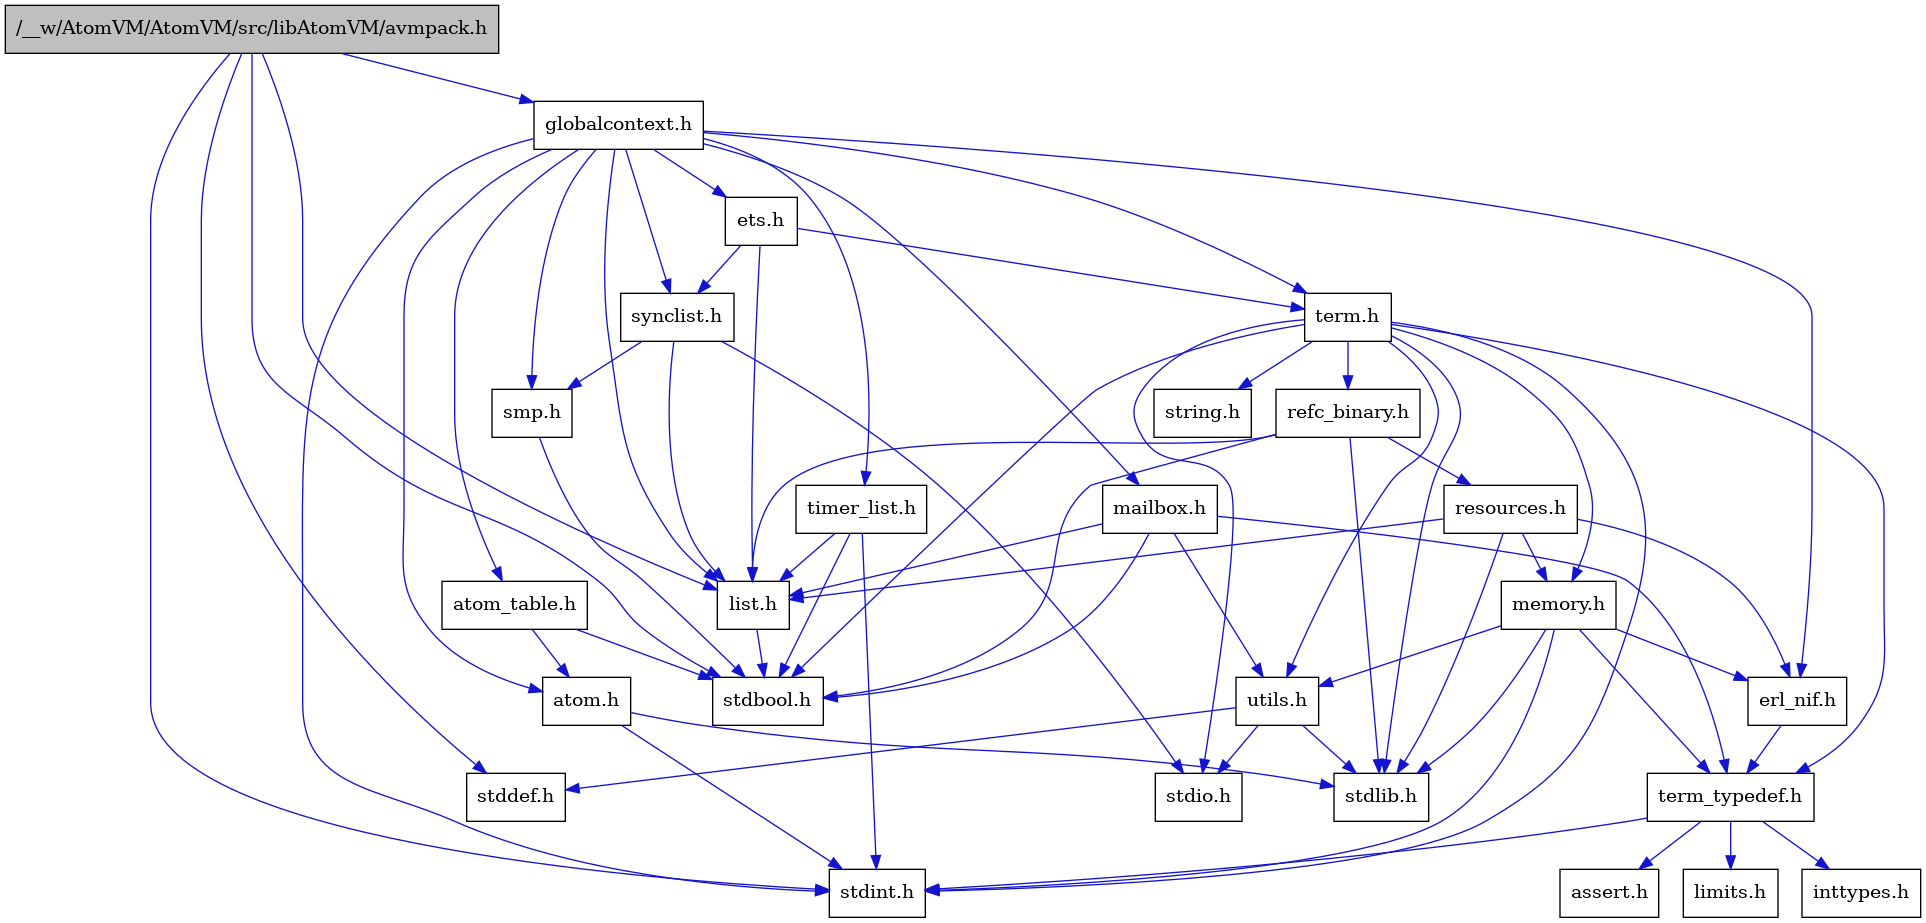 /__w/AtomVM/AtomVM/src/libAtomVM/avmpack.h
globalcontext.h
ets.h
synclist.h
term.h
smp.h
string.h
refc_binary.h
timer_list.h
mailbox.h
resources.h
atom_table.h
list.h
memory.h
atom.h
stdbool.h
utils.h
erl_nif.h
stddef.h
stdio.h
stdlib.h
term_typedef.h
stdint.h
assert.h
limits.h
inttypes.h